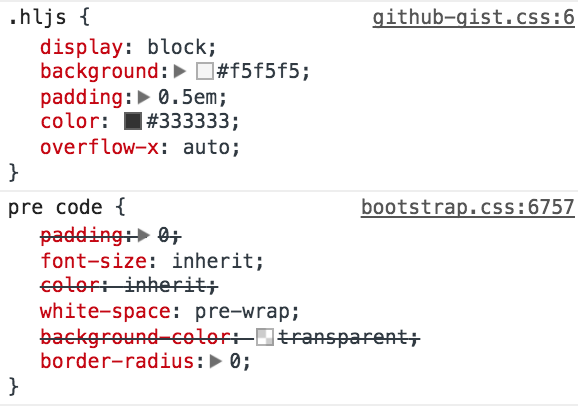 .hljs { github-gist.css:6
display: block;
background: #f5f5f5;
padding: 0.5em;
color: #333333;
overflow-x: auto;
}
pre code { bootstrap.css:6757
padding: 0;
font-size: inherit;
color: inherit;
white-space: pre-wrap;
background-color: transparent;
border-radius: 0;
}